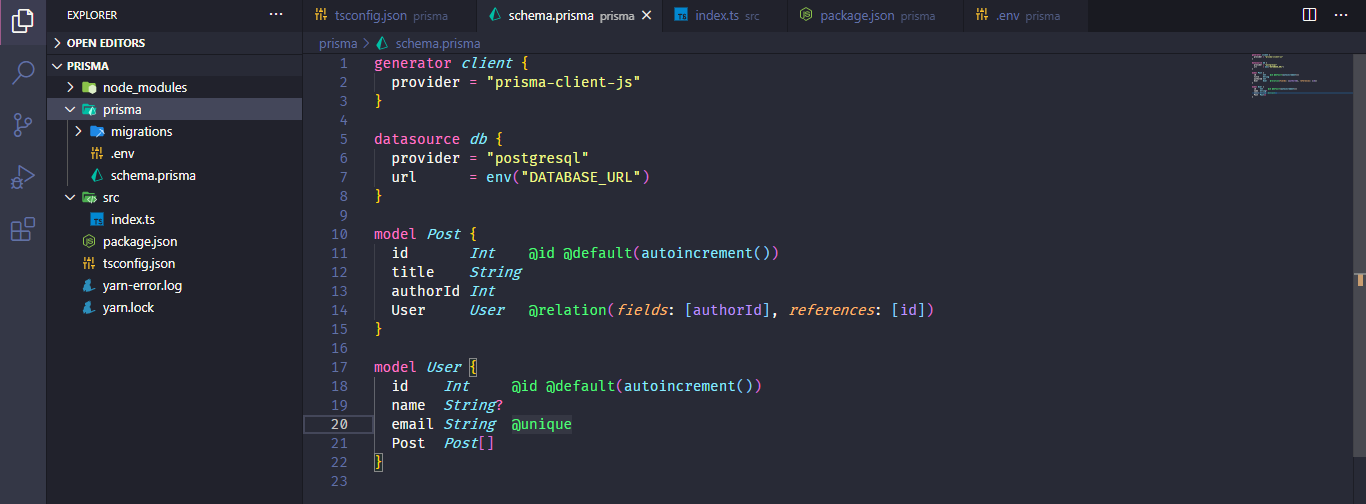 EXPLORER
OPEN EDITORS
PRISMA
node_modules
prisma
migrations
.env
schema.prisma
src
index.ts
package.json
tsconfig.json
yarn-error.log
yarn.lock
tsconfig.json prisma
schema.prisma prisma
index.ts src
package.json prisma
.env prisma
prisma > schema.prisma
1 generator client {
2   provider = "prisma-client-js"
3 }
4
5 datasource db {
6   provider = "postgresql"
7   url      = env("DATABASE_URL")
8 }
9
10 model Post {
11   id       Int    @id @default(autoincrement())
12   title    String
13   authorId Int
14   User     User   @relation(fields: [authorId], references: [id])
15 }
16
17 model User {
18   id    Int     @id @default(autoincrement())
19   name  String?
20   email String  @unique
21   Post  Post[]
22 }
23